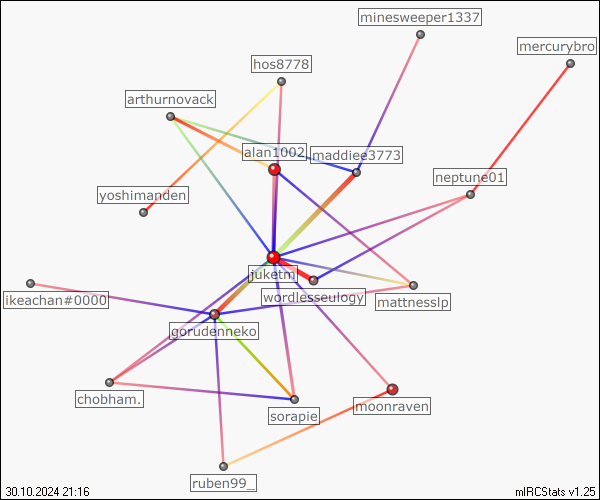 minesweeper1337
mercurybro
hos8778
arthurnovack
alan1002
maddiee3773
neptune01
yoshimanden
juketm
wordlesseulogy
mattnesslp
ikeachan#0000
gorudenneko
chobham.
moonraven
sorapie
ruben99_
30.10.2024 21:16
mIRCStats v1.25